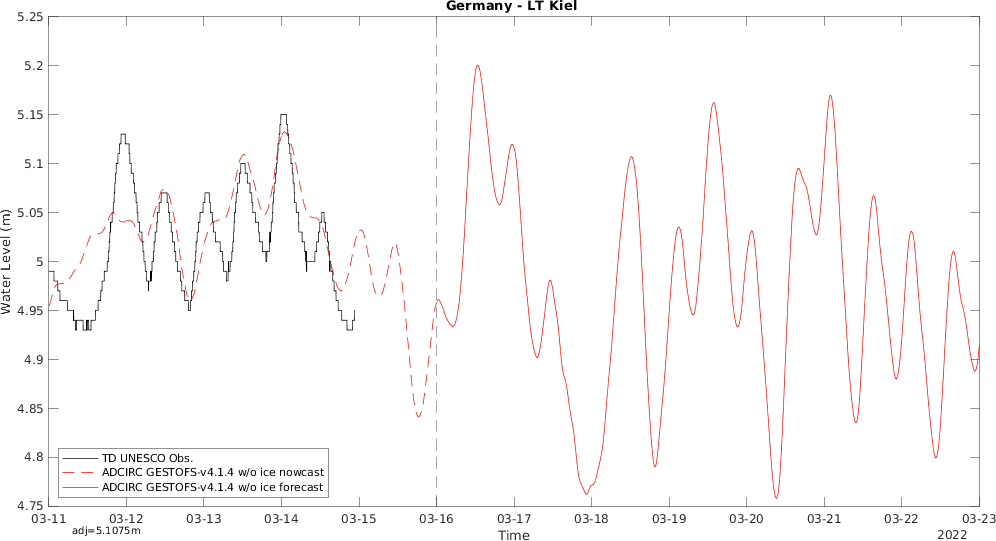 Germany - LT Kiel
5.25
5.2
5.15
5.1
5.05
5
4.95
4.9
4.85
4.8
4.75
Water Level (m)
TD UNESCO Obs.
ADCIRC GESTOFS-v4.1.4 w/o ice nowcast
ADCIRC GESTOFS-v4.1.4 w/o ice forecast
03-11 03-12 03-13 03-14 03-15 03-16 03-17 03-18 03-19 03-20 03-21 03-22 03-23
adj=5.1075m
Time
2022